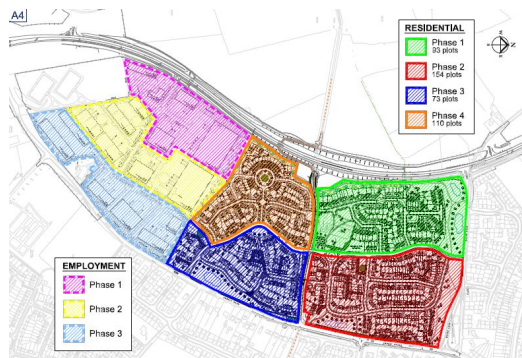 A4
RESIDENTIAL
Phase 1
93 plots
Phase 2
154 plots
Phase 3
73 plots
Phase 4
110 plots
N
EMPLOYMENT
Phase 1
Phase 2
Phase 3